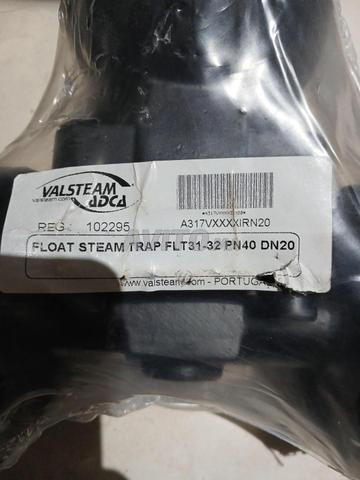 VALSTEAM
valsteam.com ADCA
REG : 102295
A317VXXXXIRN20
FLOAT STEAM TRAP FLT31-32 PN40 DN20
www.valsteam.com - PORTUGAL